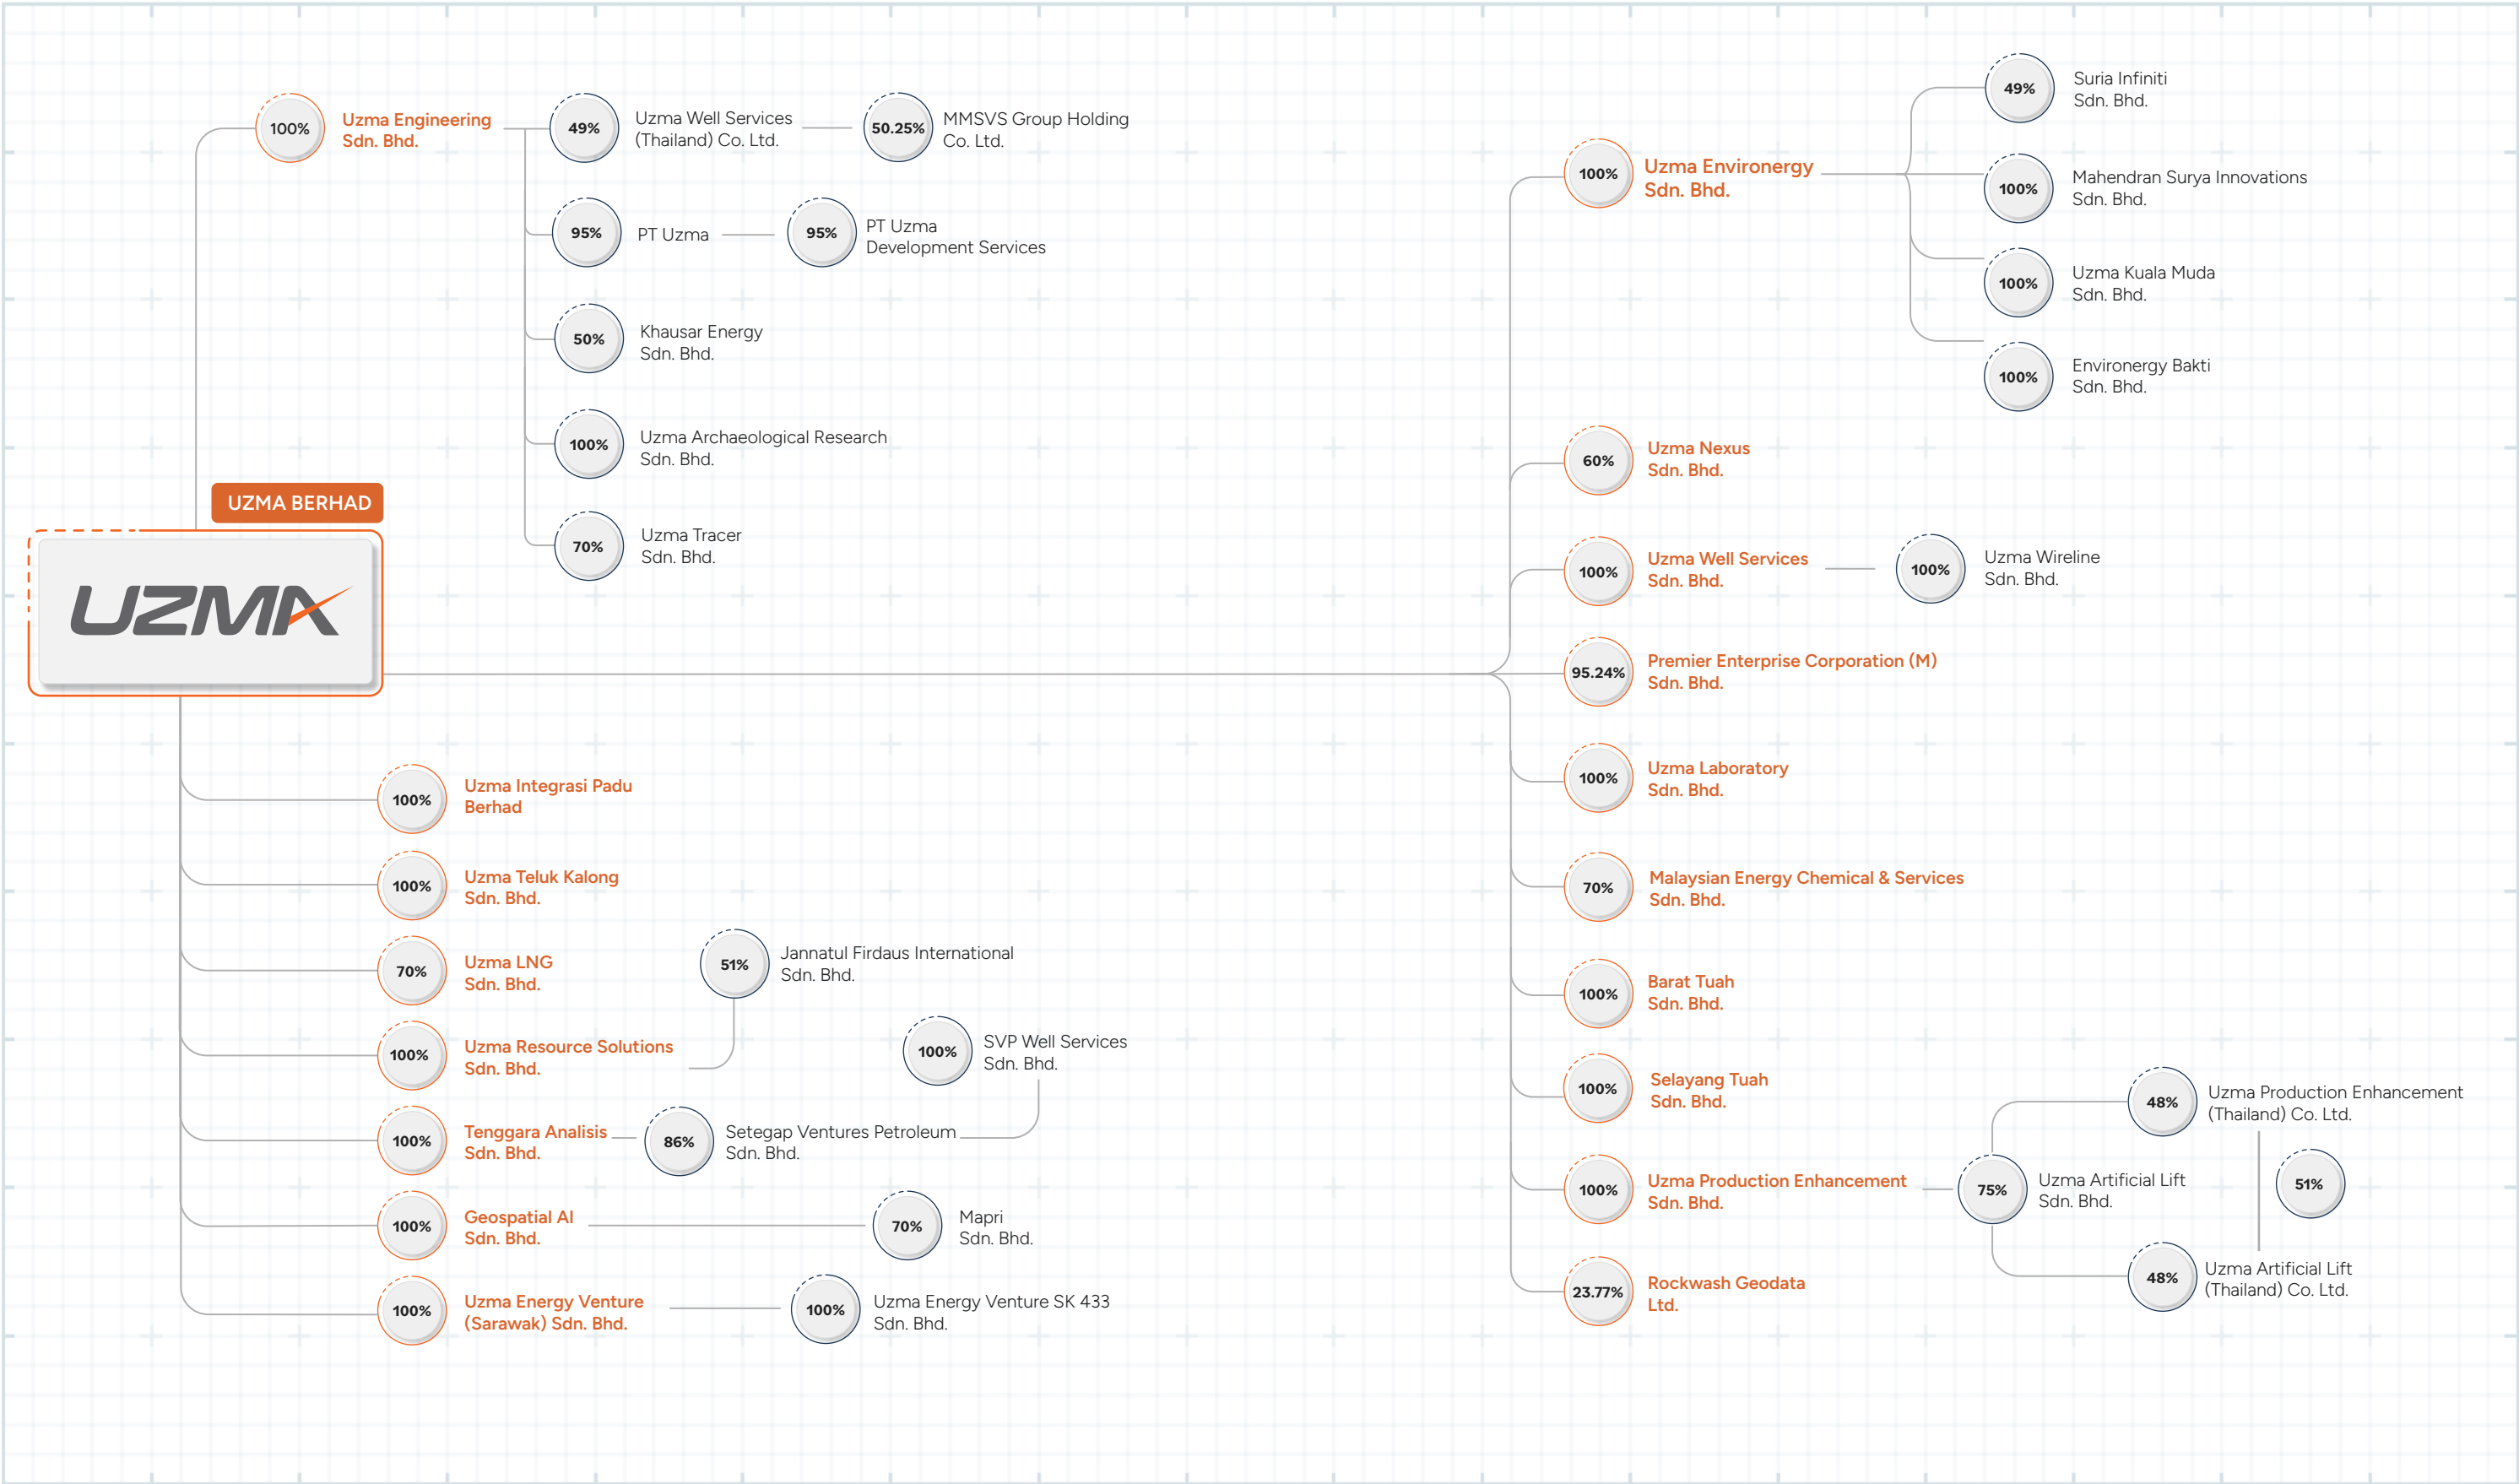 100%
Uzma Engineering
Sdn. Bhd.
49%
Uzma Well Services
(Thailand) Co. Ltd.
50.25%
MMSVS Group Holding
Co. Ltd.
95%
PT Uzma
95%
PT Uzma
Development Services
50%
Khausar Energy
Sdn. Bhd.
100%
Uzma Archaeological Research
Sdn. Bhd.
70%
Uzma Tracer
Sdn. Bhd.
UZMA BERHAD
UZMA
100%
Uzma Integrasi Padu
Berhad
100%
Uzma Teluk Kalong
Sdn. Bhd.
70%
Uzma LNG
Sdn. Bhd.
100%
Uzma Resource Solutions
Sdn. Bhd.
51%
Jannatul Firdaus International
Sdn. Bhd.
100%
Tenggara Analisis
Sdn. Bhd.
86%
Setegap Ventures Petroleum
Sdn. Bhd.
100%
SVP Well Services
Sdn. Bhd.
100%
Geospatial AI
Sdn. Bhd.
70%
Mapri
Sdn. Bhd.
100%
Uzma Energy Venture
(Sarawak) Sdn. Bhd.
100%
Uzma Energy Venture SK 433
Sdn. Bhd.
100%
Uzma Environergy
Sdn. Bhd.
49%
Suria Infiniti
Sdn. Bhd.
100%
Mahendran Surya Innovations
Sdn. Bhd.
100%
Uzma Kuala Muda
Sdn. Bhd.
100%
Environergy Bakti
Sdn. Bhd.
60%
Uzma Nexus
Sdn. Bhd.
100%
Uzma Well Services
Sdn. Bhd.
100%
Uzma Wireline
Sdn. Bhd.
95.24%
Premier Enterprise Corporation (M)
Sdn. Bhd.
100%
Uzma Laboratory
Sdn. Bhd.
70%
Malaysian Energy Chemical & Services
Sdn. Bhd.
100%
Barat Tuah
Sdn. Bhd.
100%
Selayang Tuah
Sdn. Bhd.
100%
Uzma Production Enhancement
Sdn. Bhd.
75%
Uzma Artificial Lift
Sdn. Bhd.
48%
Uzma Production Enhancement
(Thailand) Co. Ltd.
51%
48%
Uzma Artificial Lift
(Thailand) Co. Ltd.
23.77%
Rockwash Geodata
Ltd.